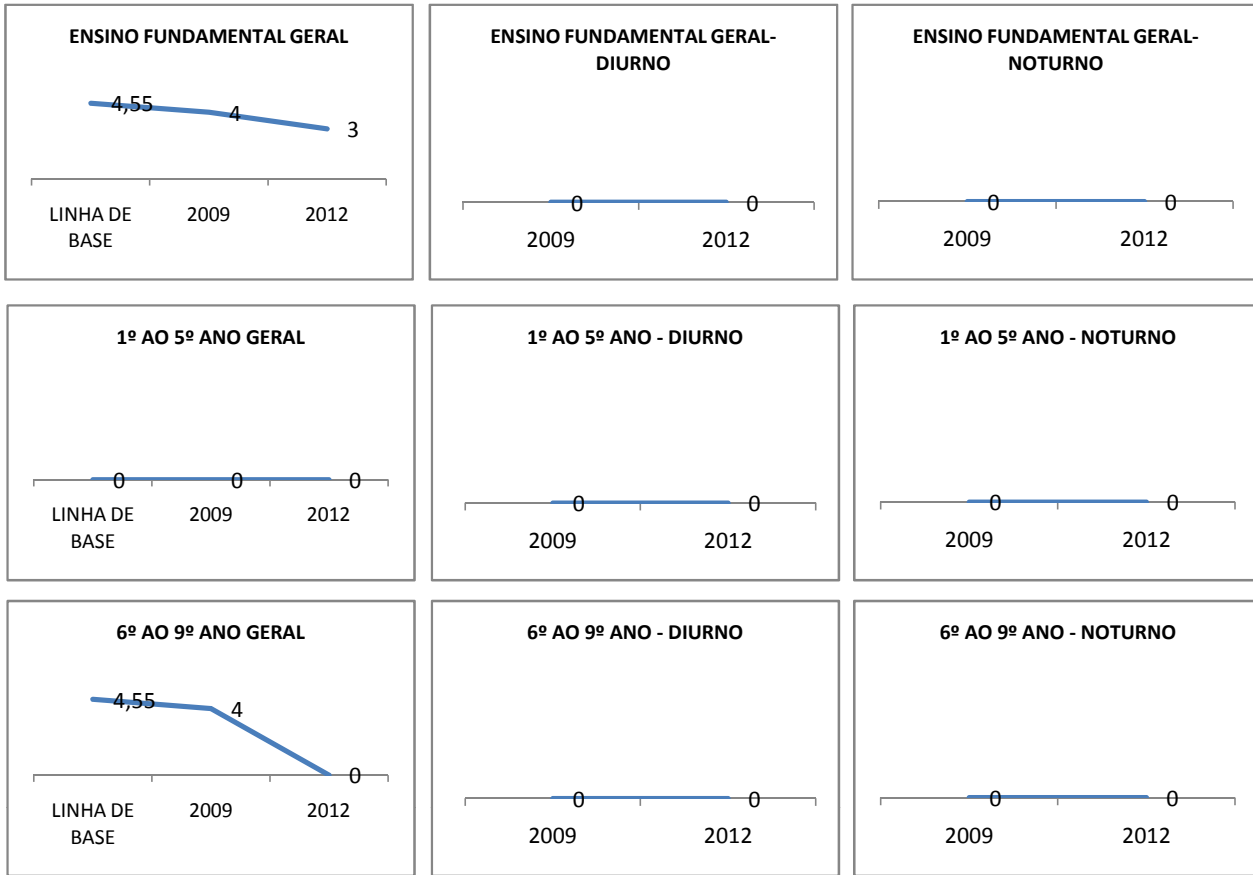 ENSINO FUNDAMENTAL GERAL
4,55
4
3
LINHA DE
BASE
2009
2012
ENSINO FUNDAMENTAL GERAL-
DIURNO
0
0
2009
2012
ENSINO FUNDAMENTAL GERAL-
NOTURNO
0
0
2009
2012
1º AO 5º ANO GERAL
0
0
0
LINHA DE
BASE
2009
2012
1º AO 5º ANO - DIURNO
0
0
2009
2012
1º AO 5º ANO - NOTURNO
0
0
2009
2012
6º AO 9º ANO GERAL
4,55
4
0
LINHA DE
BASE
2009
2012
6º AO 9º ANO - DIURNO
0
0
2009
2012
6º AO 9º ANO - NOTURNO
0
0
2009
2012